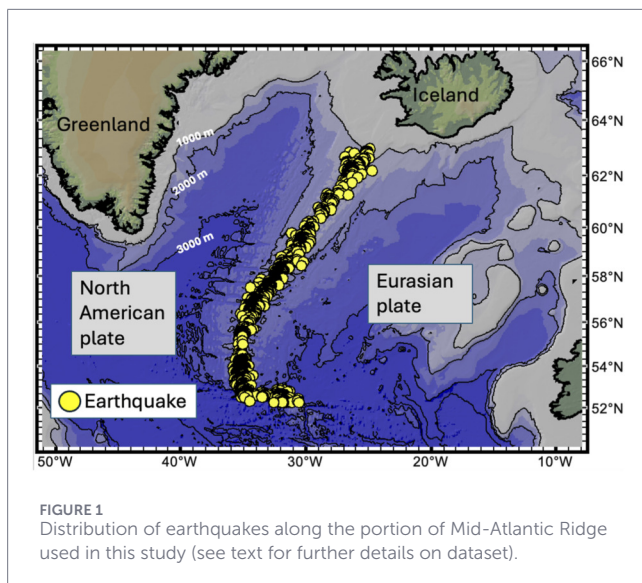 Greenland
Iceland
1000 m
2000 m
3000 m
North
American
plate
Eurasian
plate
Earthquake
66°N
64°N
62°N
60°N
58°N
56°N
54°N
52°N
50°W
40°W
30°W
20°W
10°W
FIGURE 1
Distribution of earthquakes along the portion of Mid-Atlantic Ridge
used in this study (see text for further details on dataset).